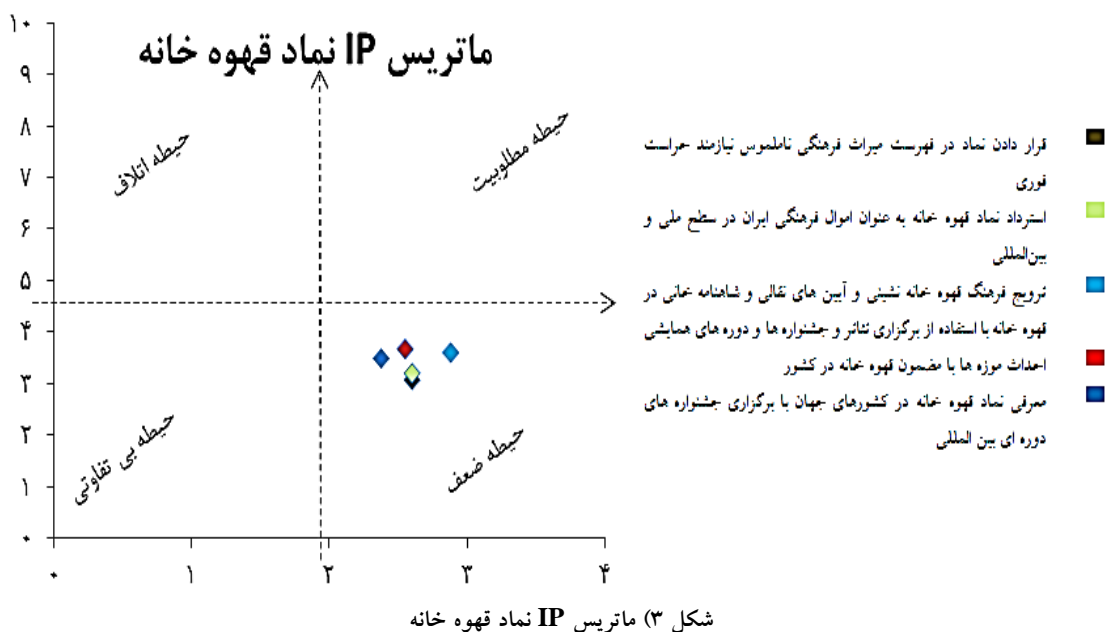 ماتریس IP نماد قهوه خانه
۱۰
۹
۸
۷
۶
۵
۴
۳
۲
۱
۰
۰ ۱ ۲ ۳ ۴
حیطه اتلاف
حیطه مطلوبیت
حیطه بی تفاوتی
حیطه ضعف
قرار دادن نماد در فهرست میراث فرهنگی ناملموس نیازمند حراست
فوری
استرداد نماد قهوه خانه به عنوان اموال فرهنگی ایران در سطح ملی و
بین‌المللی
ترویج فرهنگ قهوه خانه نشینی و آیین های نقالی و شاهنامه خانی در
قهوه خانه با استفاده از برگزاری تئاتر و جشنواره ها و دوره های همایشی
احداث موزه ها با مضمون قهوه خانه در کشور
معرفی نماد قهوه خانه در کشورهای جهان با برگزاری جشنواره های
دوره ای بین المللی
شکل ۳) ماتریس IP نماد قهوه خانه